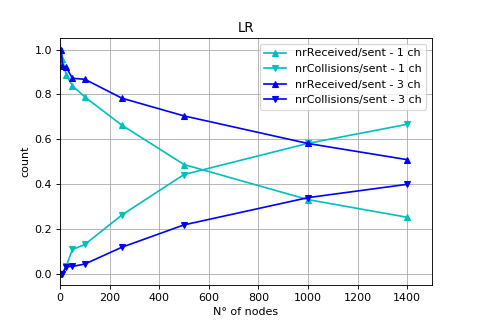 LR
nrReceived/sent - 1 ch
nrCollisions/sent - 1 ch
nrReceived/sent - 3 ch
nrCollisions/sent - 3 ch
1.0
0.8
0.6
0.4
0.2
0.0
count
0 200 400 600 800 1000 1200 1400
N° of nodes